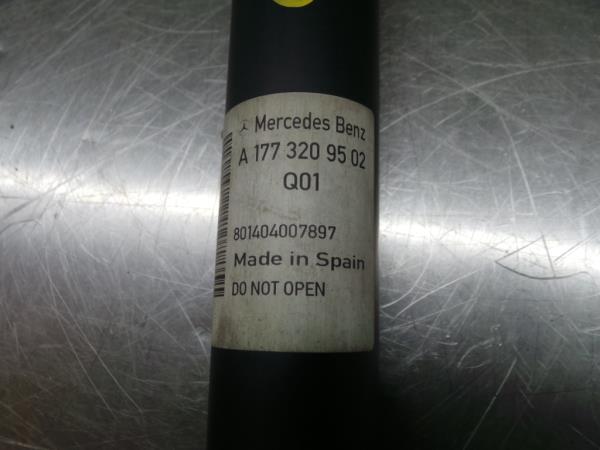 Mercedes Benz
A 177 320 95 02
Q01
801404007897
Made in Spain
DO NOT OPEN